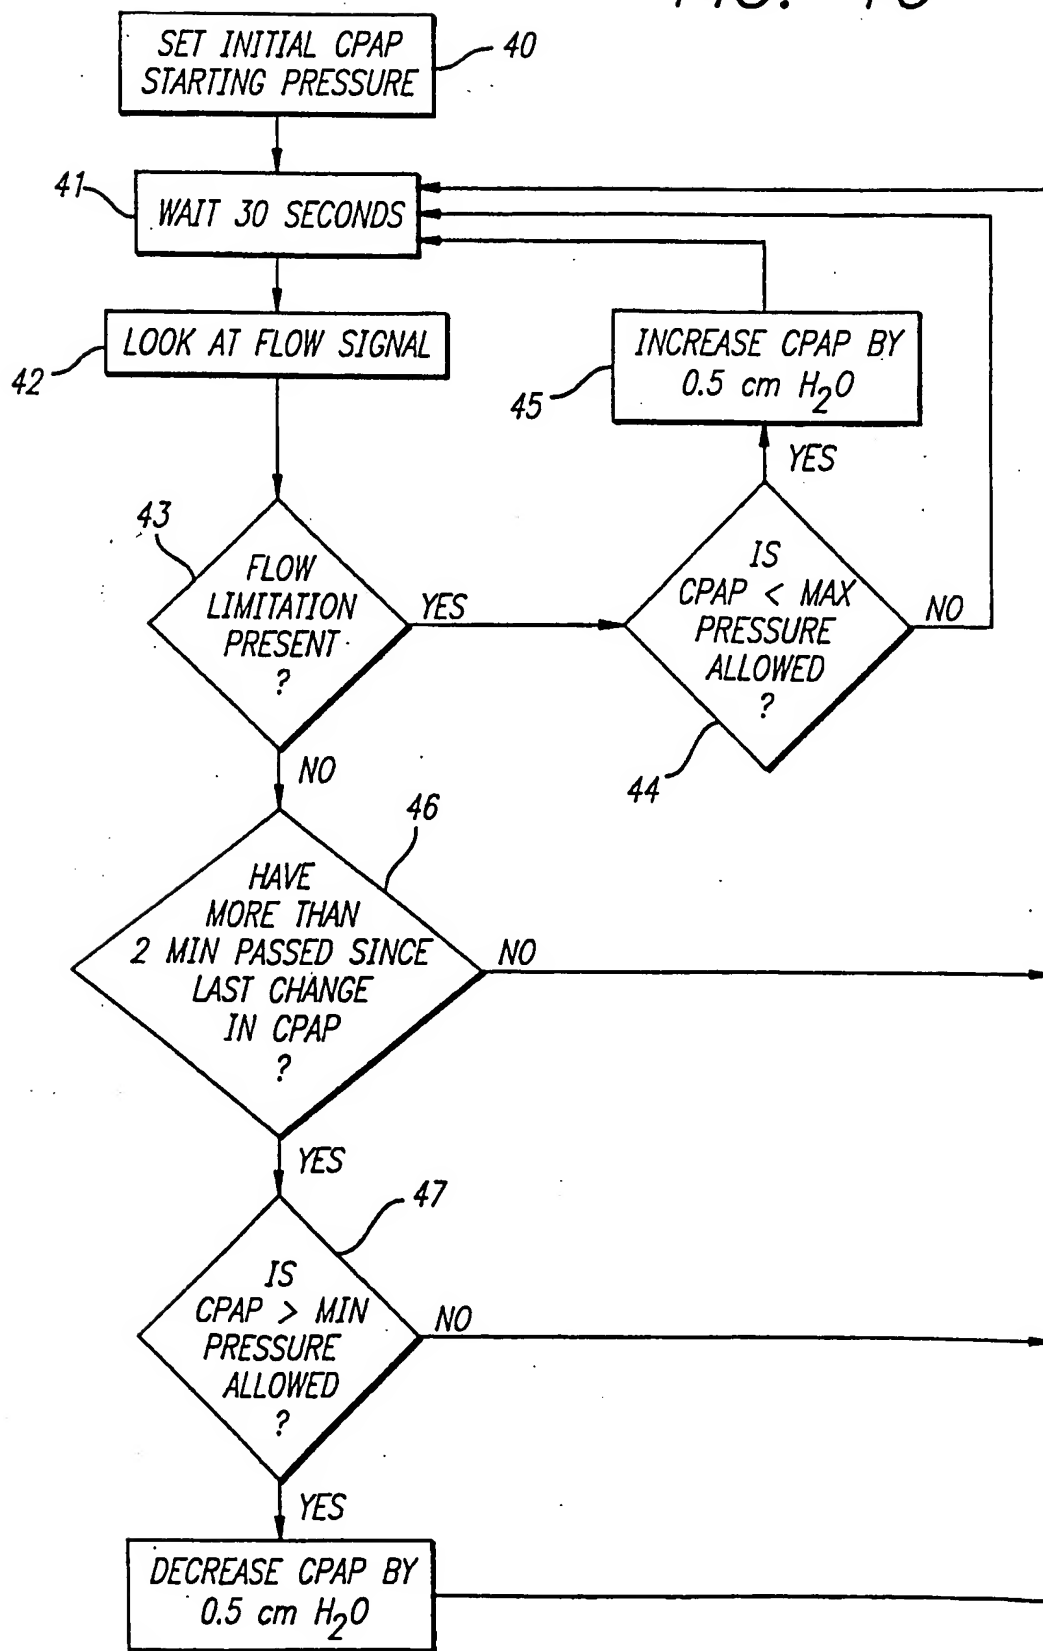 SET INITIAL CPAP
STARTING PRESSURE
40
41
WAIT 30 SECONDS
LOOK AT FLOW SIGNAL
42
INCREASE CPAP BY
0.5 cm H₂O
45
YES
43
FLOW
LIMITATION
PRESENT
?
YES
IS
CPAP < MAX
PRESSURE
ALLOWED
?
NO
44
NO
46
HAVE
MORE THAN
2 MIN PASSED SINCE
LAST CHANGE
IN CPAP
?
NO
YES
47
IS
CPAP > MIN
PRESSURE
ALLOWED
?
NO
YES
DECREASE CPAP BY
0.5 cm H₂O